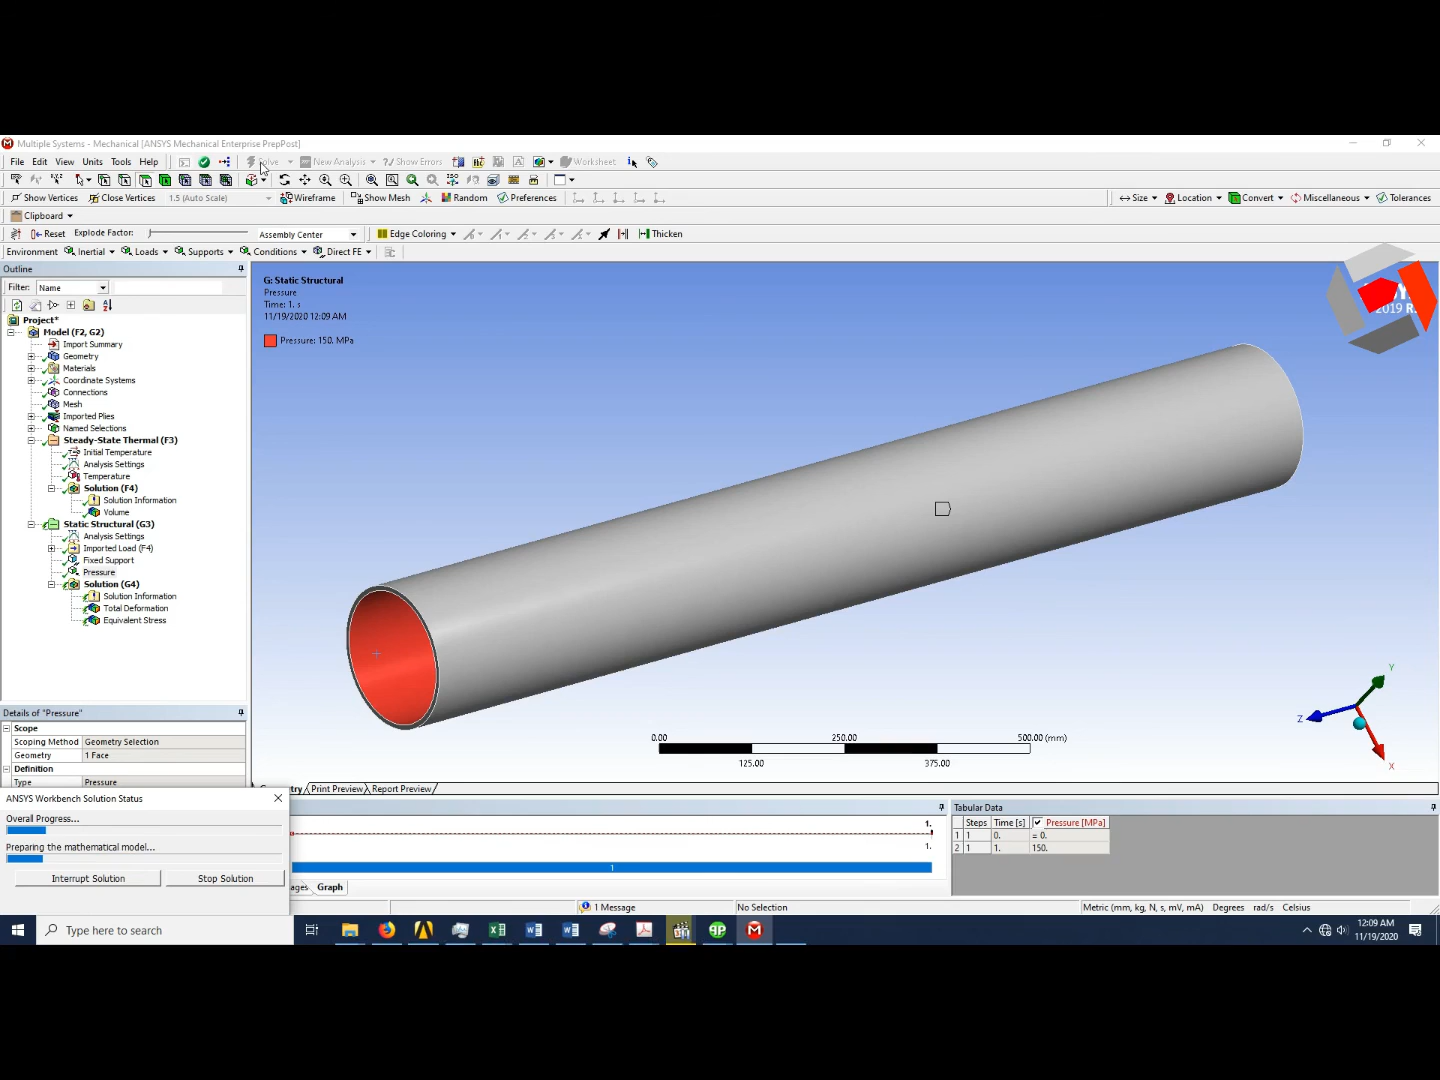 Multiple Systems - Mechanical [ANSYS Mechanical Enterprise PrepPost]
File Edit View Units Tools Help Solve New Analysis ?/ Show Errors Worksheet
Show Vertices Close Vertices 1.5 (Auto Scale) Wireframe Show Mesh Random Preferences Size Location Convert Miscellaneous Tolerances
Clipboard
Reset Explode Factor: Assembly Center Edge Coloring Thicken
Environment Inertial Loads Supports Conditions Direct FE
Outline
Filter: Name
Project*
Model (F2, G2)
Import Summary
Geometry
Materials
Coordinate Systems
Connections
Mesh
Imported Plies
Named Selections
Steady-State Thermal (F3)
Initial Temperature
Analysis Settings
Temperature
Solution (F4)
Solution Information
Volume
Static Structural (G3)
Analysis Settings
Imported Load (F4)
Fixed Support
Pressure
Solution (G4)
Solution Information
Total Deformation
Equivalent Stress
G: Static Structural
Pressure
Time: 1. s
11/19/2020 12:09 AM
Pressure: 150. MPa
2019 R
0.00 250.00 500.00 (mm)
125.00 375.00
Y
Z
X
Details of "Pressure"
Scope
Scoping Method Geometry Selection
Geometry 1 Face
Definition
Type Pressure
Print Preview Report Preview
ANSYS Workbench Solution Status
Overall Progress...
Preparing the mathematical model...
Interrupt Solution Stop Solution
1.
1.
1
Graph
Tabular Data
Steps Time [s] Pressure [MPa]
1 1 0. = 0.
2 1 1. 150.
1 Message No Selection Metric (mm, kg, N, s, mV, mA) Degrees rad/s Celsius
Type here to search
12:09 AM
11/19/2020